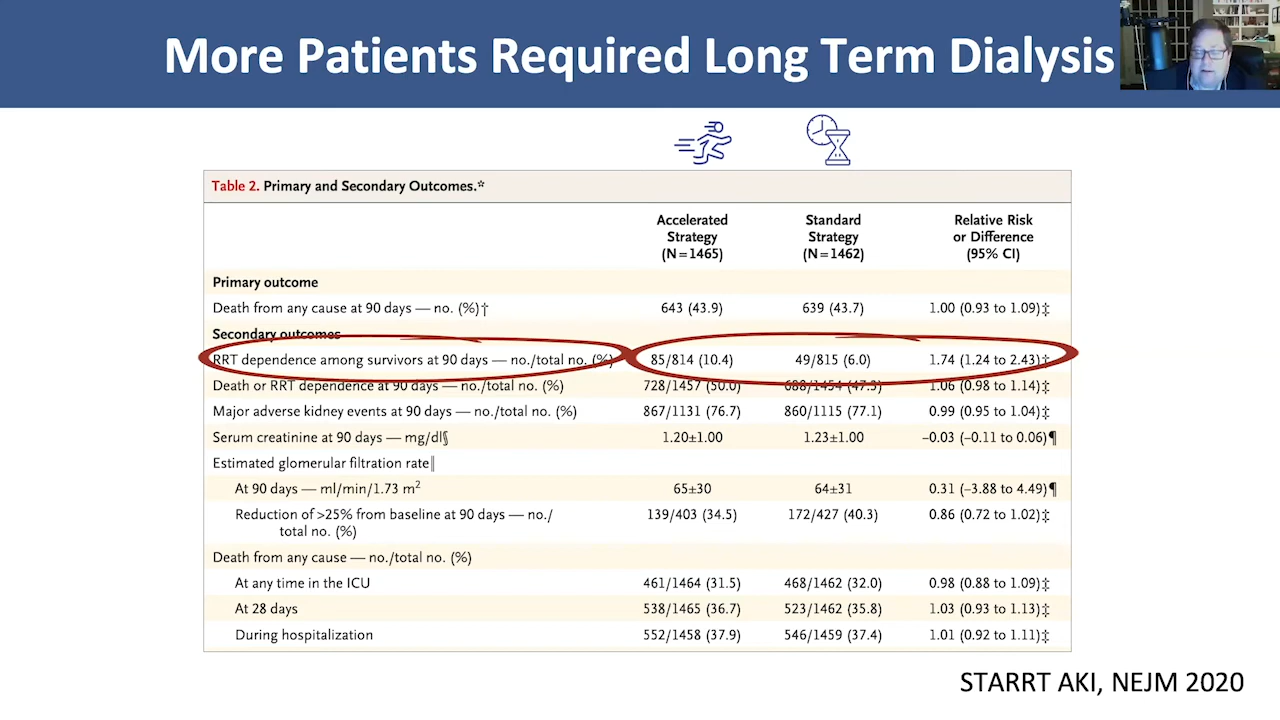 More Patients Required Long Term Dialysis
Table 2. Primary and Secondary Outcomes.*
Accelerated Strategy (N=1465) Standard Strategy (N=1462) Relative Risk or Difference (95% CI)
Primary outcome
Death from any cause at 90 days — no. (%)† 643 (43.9) 639 (43.7) 1.00 (0.93 to 1.09)‡
Secondary outcomes
RRT dependence among survivors at 90 days — no./total no. (%) 85/814 (10.4) 49/815 (6.0) 1.74 (1.24 to 2.43)‡
Death or RRT dependence at 90 days — no./total no. (%) 728/1457 (50.0) 688/1454 (47.3) 1.06 (0.98 to 1.14)‡
Major adverse kidney events at 90 days — no./total no. (%) 867/1131 (76.7) 860/1115 (77.1) 0.99 (0.95 to 1.04)‡
Serum creatinine at 90 days — mg/dl§ 1.20±1.00 1.23±1.00 −0.03 (−0.11 to 0.06)¶
Estimated glomerular filtration rate‖
At 90 days — ml/min/1.73 m² 65±30 64±31 0.31 (−3.88 to 4.49)¶
Reduction of >25% from baseline at 90 days — no./ 139/403 (34.5) 172/427 (40.3) 0.86 (0.72 to 1.02)‡
total no. (%)
Death from any cause — no./total no. (%)
At any time in the ICU 461/1464 (31.5) 468/1462 (32.0) 0.98 (0.88 to 1.09)‡
At 28 days 538/1465 (36.7) 523/1462 (35.8) 1.03 (0.93 to 1.13)‡
During hospitalization 552/1458 (37.9) 546/1459 (37.4) 1.01 (0.92 to 1.11)‡
STARRT AKI, NEJM 2020